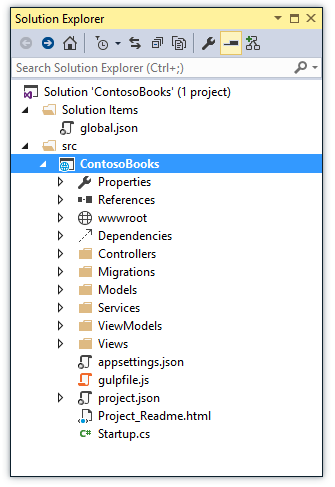 Solution Explorer
Search Solution Explorer (Ctrl+;)
Solution 'ContosoBooks' (1 project)
Solution Items
global.json
src
ContosoBooks
Properties
References
wwwroot
Dependencies
Controllers
Migrations
Models
Services
ViewModels
Views
appsettings.json
gulpfile.js
project.json
Project_Readme.html
C# Startup.cs